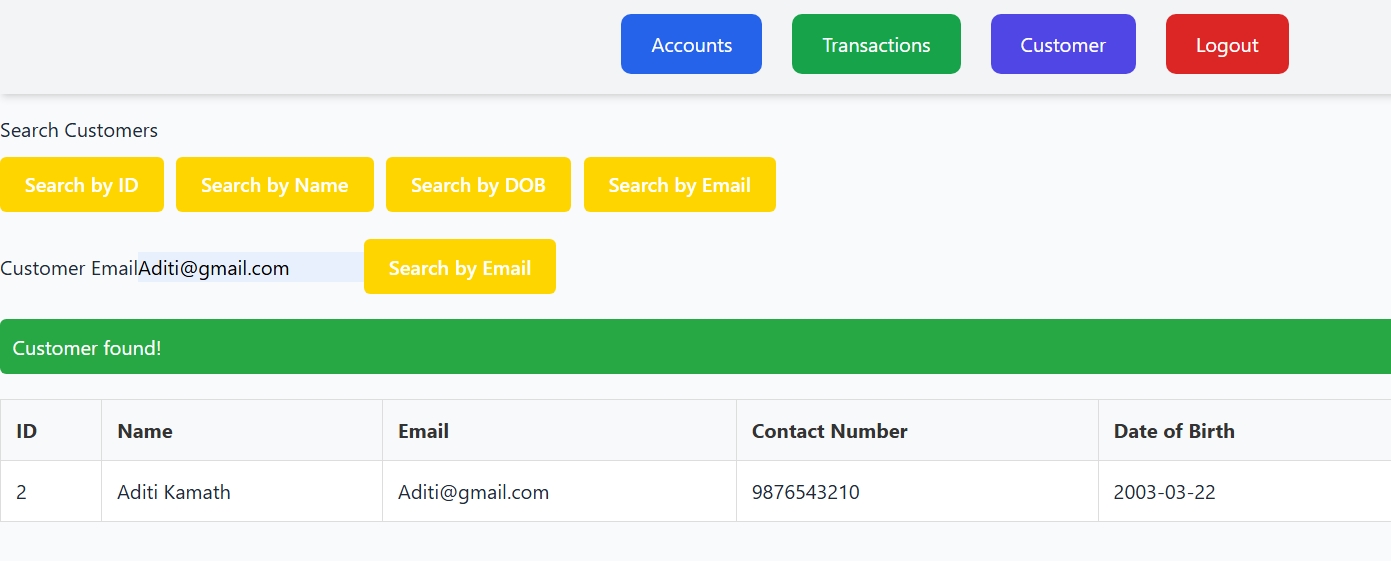 Accounts Transactions Customer Logout
Search Customers
Search by ID Search by Name Search by DOB Search by Email
Customer Email Aditi@gmail.com Search by Email
Customer found!
ID Name Email Contact Number Date of Birth
2 Aditi Kamath Aditi@gmail.com 9876543210 2003-03-22